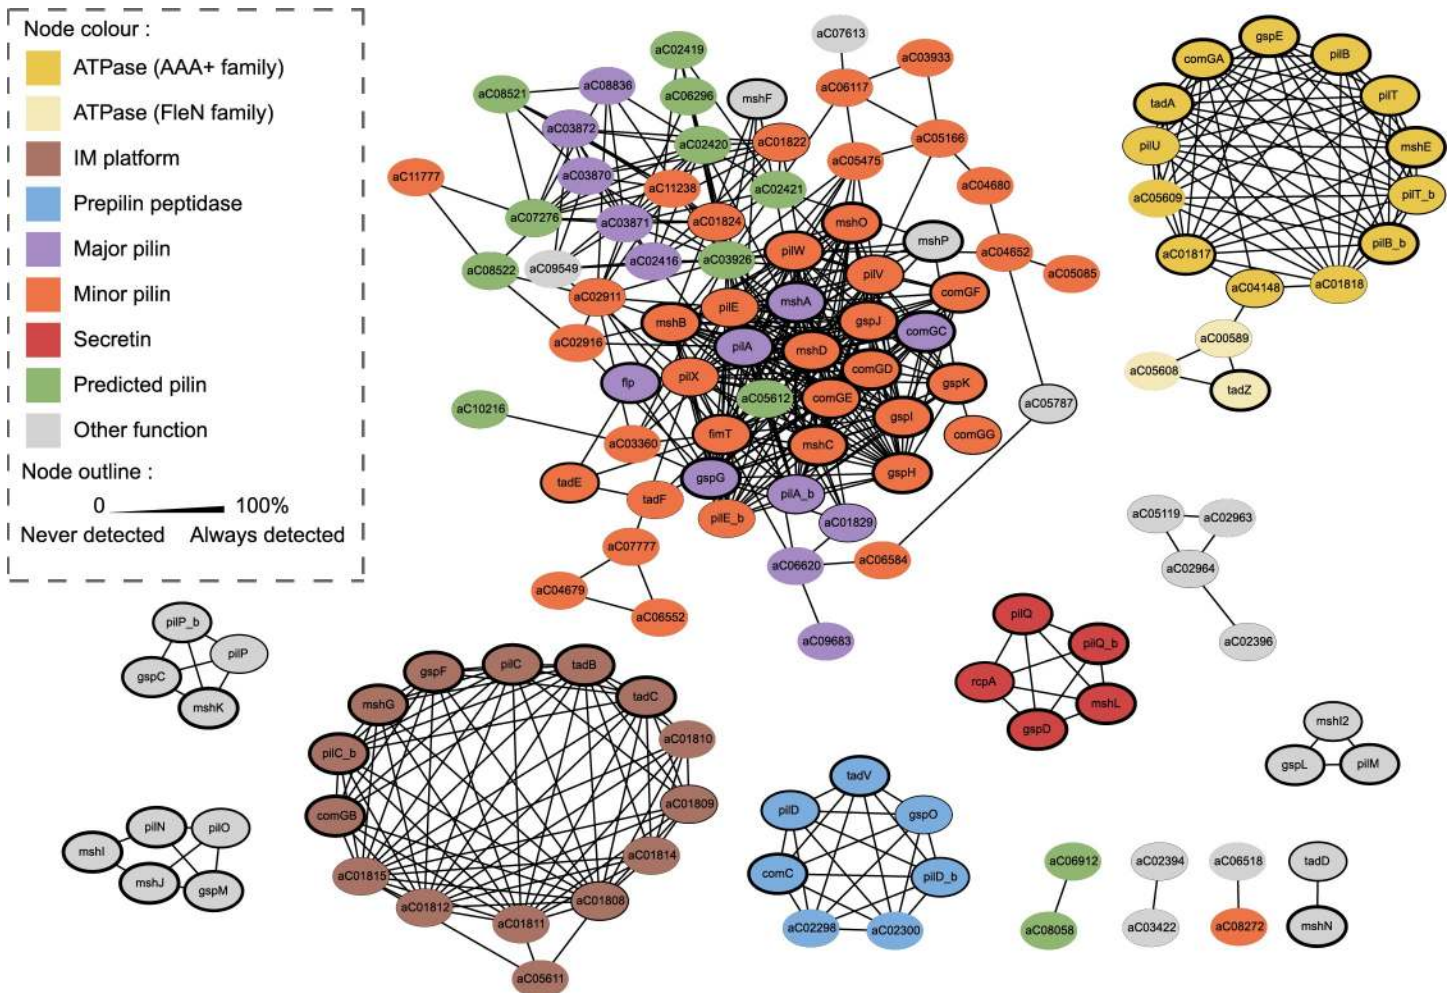 Node colour :
ATPase (AAA+ family)
ATPase (FleN family)
IM platform
Prepilin peptidase
Major pilin
Minor pilin
Secretin
Predicted pilin
Other function
Node outline :
0 100%
Never detected Always detected
aC02419
aC07613
aC03933
aC08521
aC08836
aC06296
mshF
aC06117
aC03872
aC02420
aC01822
aC05166
aC11777
aC03870
aC11238
aC02421
aC05475
aC04680
aC07276
aC03871
aC01824
mshO
aC08522
aC09549
aC02416
aC03926
pilW
pilV
mshP
aC04652
aC05085
aC02911
mshB
pilE
mshA
gspJ
comGF
aC02916
pilA
mshD
comGC
flp
pilX
aC05612
comGD
comGE
gspK
aC10216
aC03360
fimT
mshC
gspI
comGG
aC05787
tadE
tadF
gspG
pilE_b
pilA_b
gspH
aC01829
aC07777
aC06620
aC06584
aC04679
aC06552
aC09683
gspE
comGA
pilB
tadA
pilT
pilU
mshE
aC05609
pilT_b
aC01817
pilB_b
aC04148
aC01818
aC00589
aC05608
tadZ
aC05119
aC02963
aC02964
aC02396
pilP_b
pilP
gspC
mshK
pilN
pilO
mshI
mshJ
gspM
gspF
pilC
tadB
mshG
tadC
pilC_b
aC01810
comGB
aC01809
aC01815
aC01814
aC01812
aC01811
aC01808
aC05611
tadV
pilD
gspO
comC
pilD_b
aC02298
aC02300
pilQ
pilQ_b
rcpA
mshL
gspD
mshI2
gspL
pilM
aC06912
aC02394
aC06518
tadD
aC08058
aC03422
aC08272
mshN